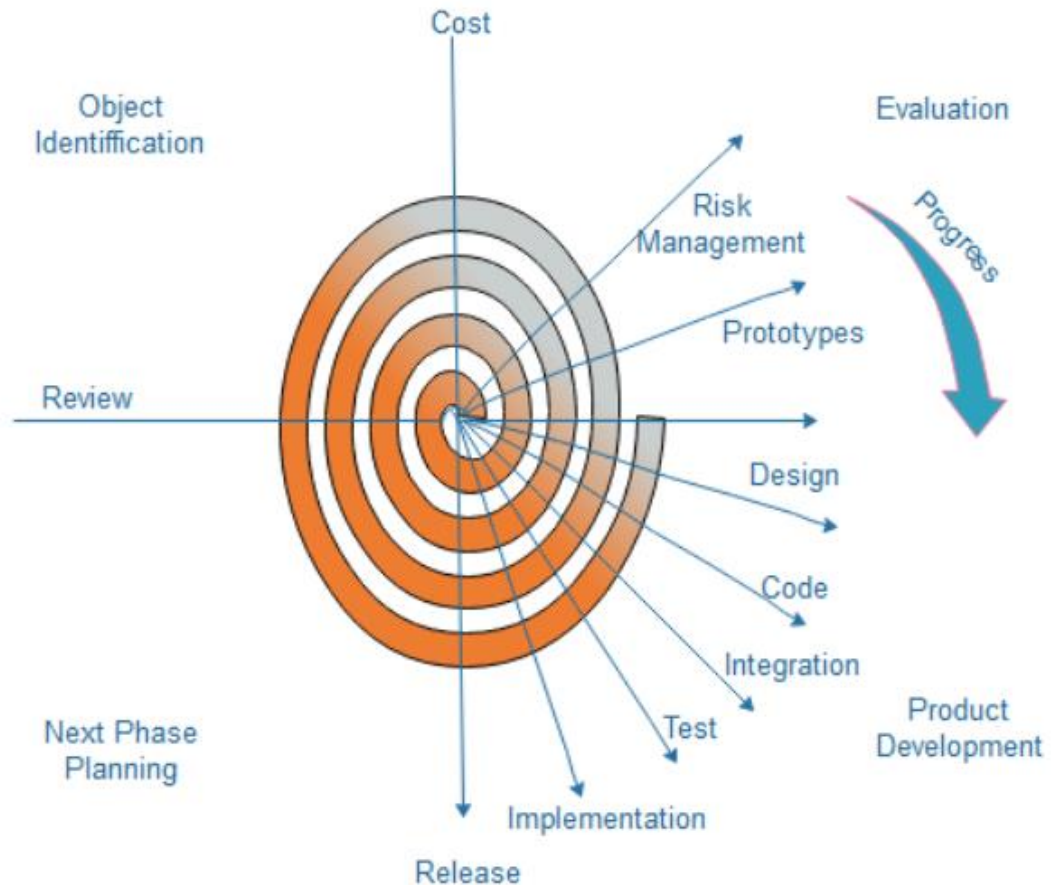 Cost
Object
Identiffication
Evaluation
Progress
Risk
Management
Prototypes
Review
Design
Code
Integration
Test
Product
Development
Next Phase
Planning
Implementation
Release